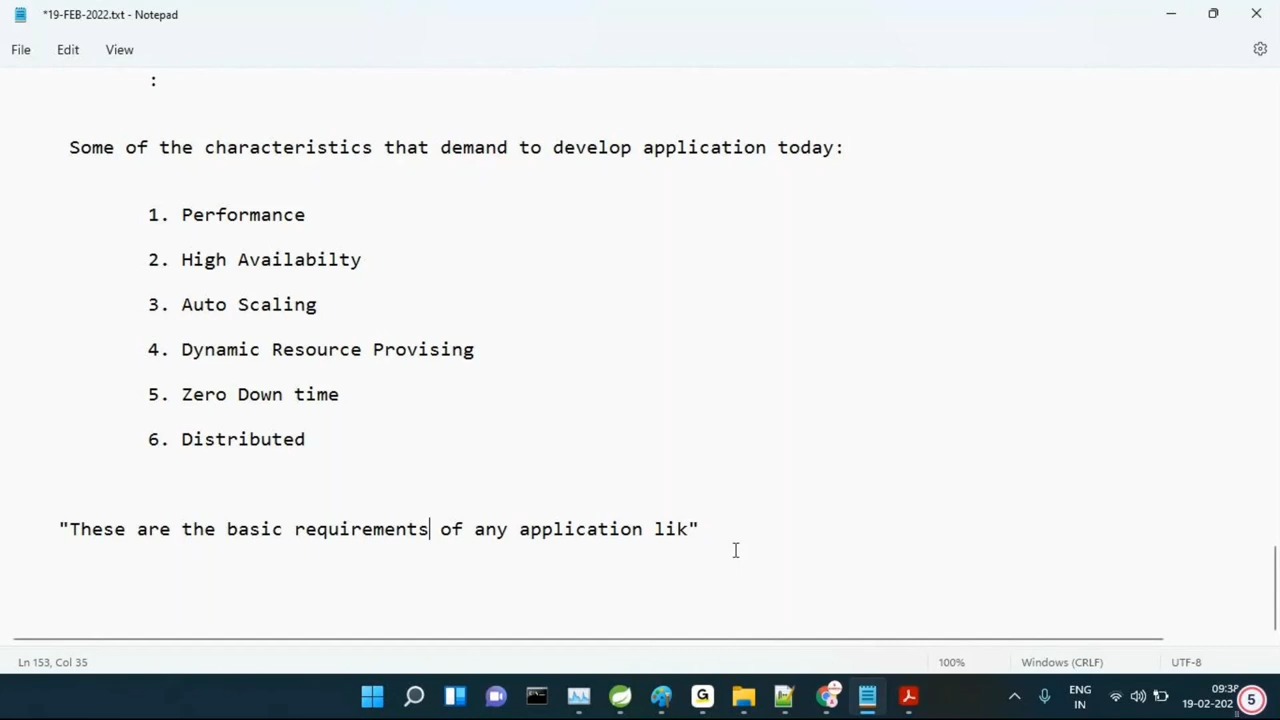 *19-FEB-2022.txt - Notepad
File Edit View
:
Some of the characteristics that demand to develop application today:
1. Performance
2. High Availabilty
3. Auto Scaling
4. Dynamic Resource Provising
5. Zero Down time
6. Distributed
"These are the basic requirements of any application lik"
Ln 153, Col 35 100% Windows (CRLF) UTF-8
G
ENG
IN
09:38
19-02-202
5